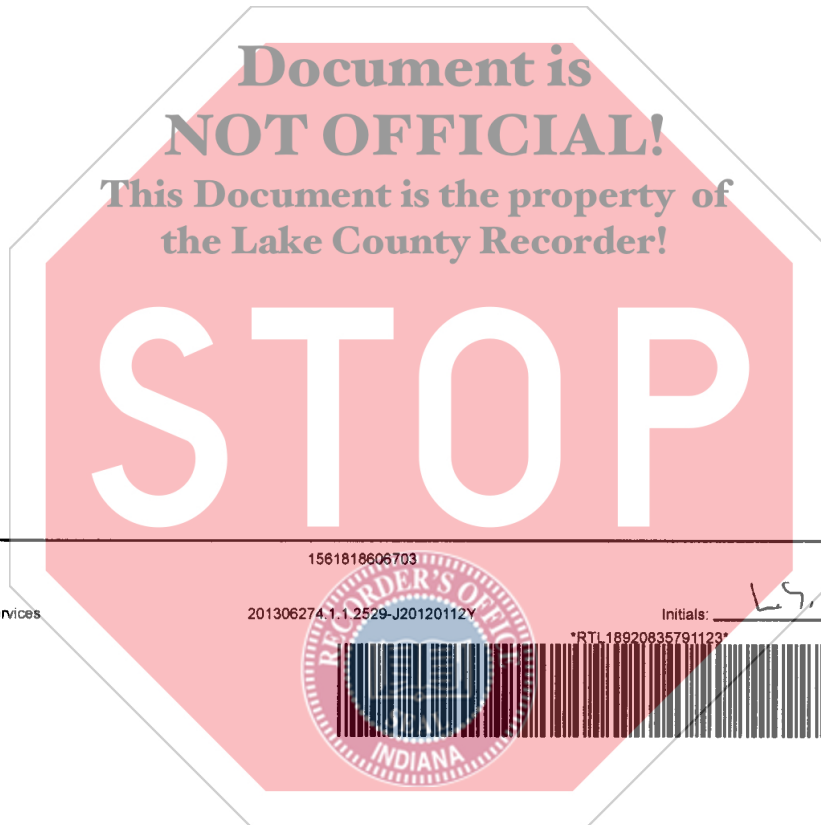 Document is
NOT OFFICIAL!
This Document is the property of
the Lake County Recorder!
STOP
1561818606703
rvices
201306274.1.1.2529-J20120112Y
Initials: L.S.
*RTL18920835791123*
RECORDER'S OFFICE
SEAL
INDIANA